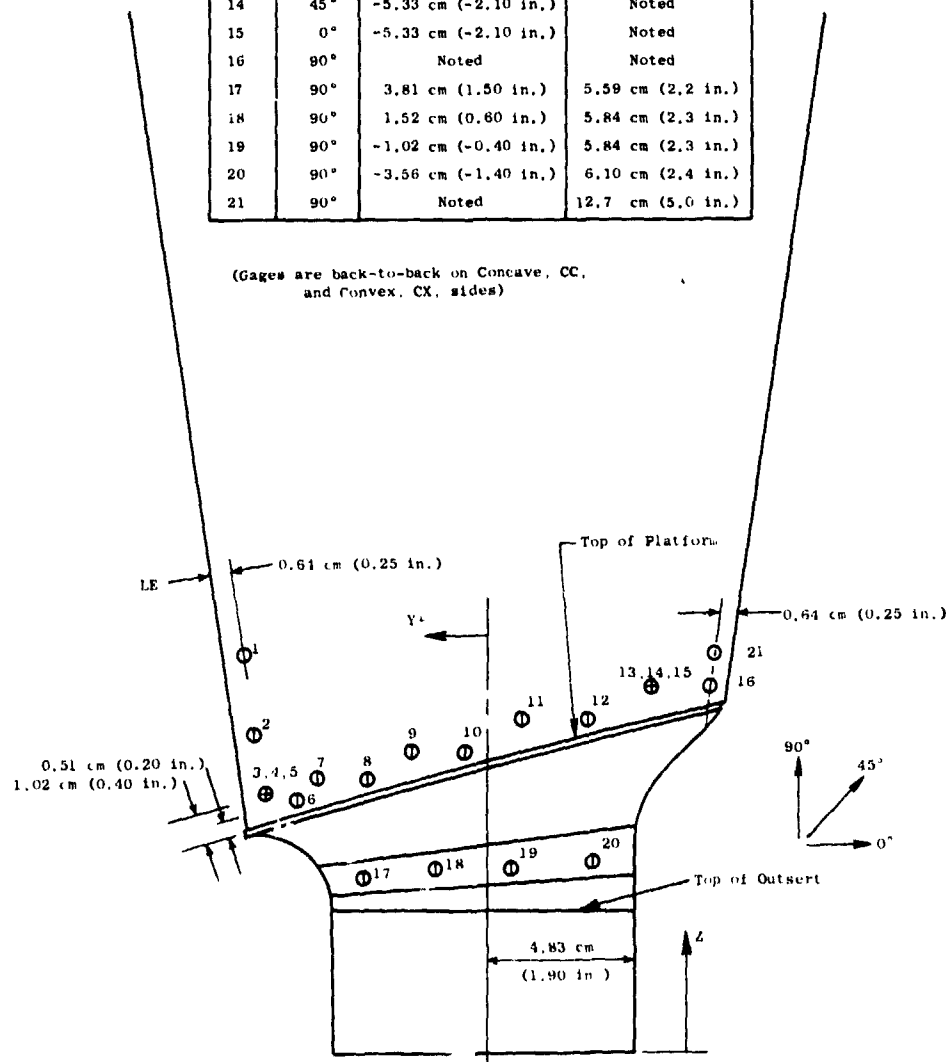 14 45° -5.33 cm (-2.10 in.) Noted
15 0° -5.33 cm (-2.10 in.) Noted
16 90° Noted Noted
17 90° 3.81 cm (1.50 in.) 5.59 cm (2.2 in.)
18 90° 1.52 cm (0.60 in.) 5.84 cm (2.3 in.)
19 90° -1.02 cm (-0.40 in.) 5.84 cm (2.3 in.)
20 90° -3.56 cm (-1.40 in.) 6.10 cm (2.4 in.)
21 90° Noted 12.7 cm (5.0 in.)
(Gages are back-to-back on Concave, CC,
and Convex, CX, sides)
Top of Platform
0.61 cm (0.25 in.)
LE
Y+
0.64 cm (0.25 in.)
1
21
13,14,15
16
11
12
2
9
10
0.51 cm (0.20 in.)
1.02 cm (0.40 in.)
3,4,5
7
8
6
90°
45°
0°
17
18
19
20
Top of Outsert
4.83 cm
(1.90 in)
Z